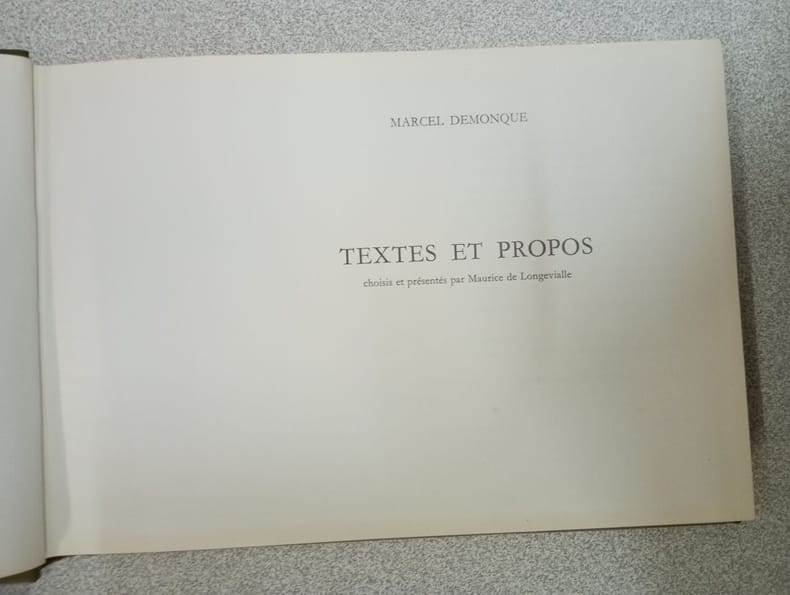 MARCEL DEMONQUE
TEXTES ET PROPOS
choisis et présentés par Maurice de Longevialle